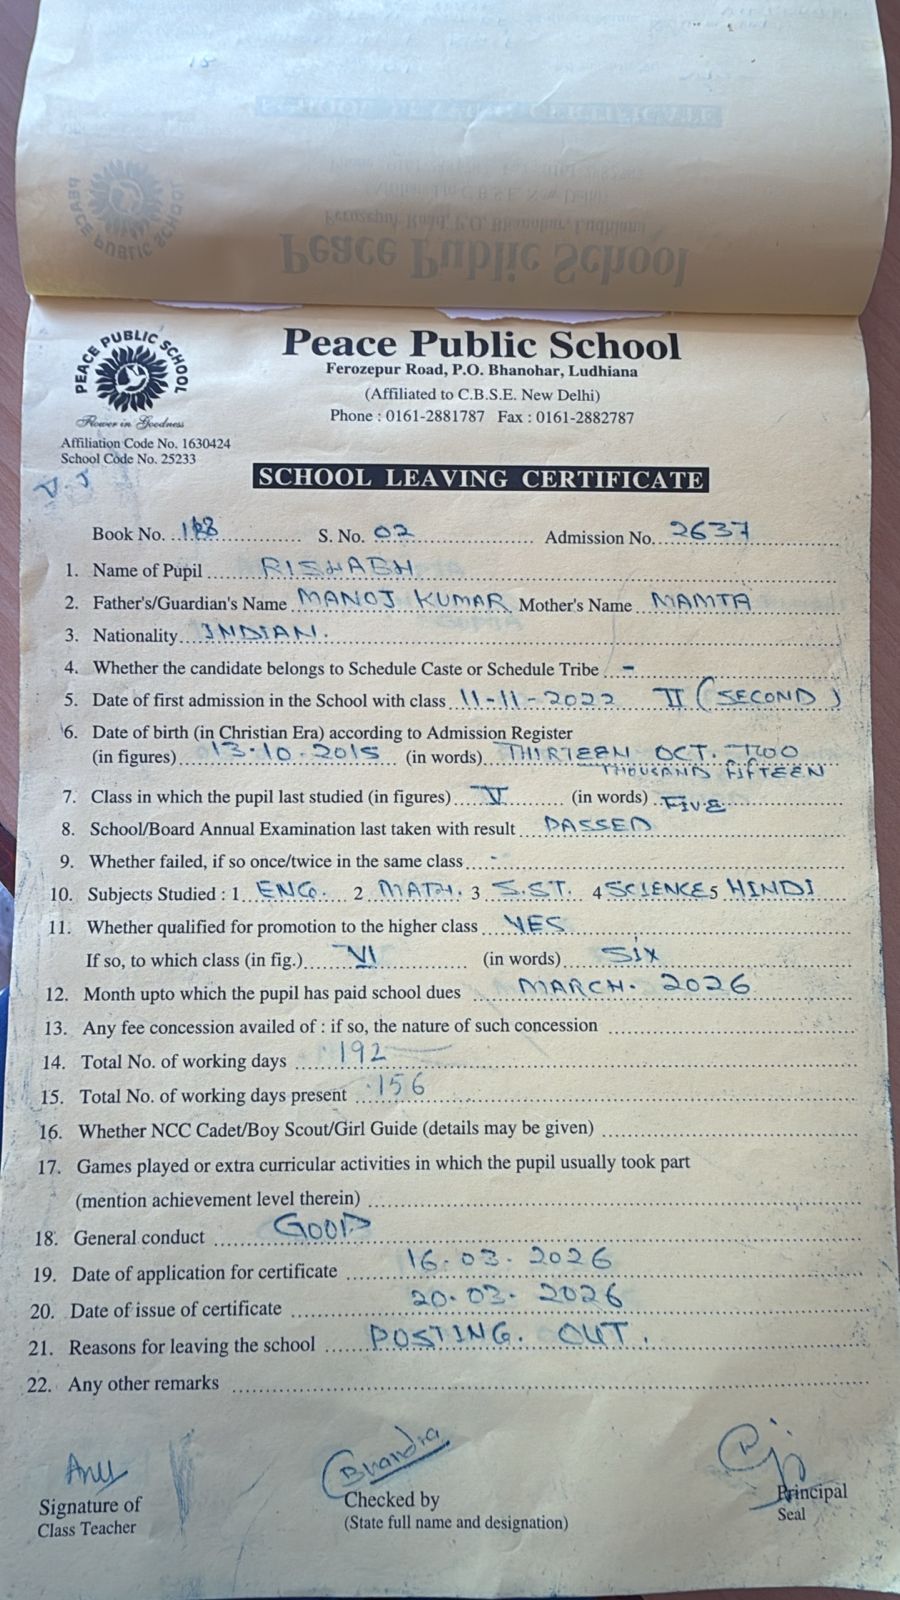 Peace Public School
Ferozepur Road, P.O. Bhanohar, Ludhiana
(Affiliated to C.B.S.E. New Delhi)
Phone : 0161-2881787 Fax : 0161-2882787
PEACE PUBLIC SCHOOL
Flower in Goodness
Affiliation Code No. 1630424
School Code No. 25233
SCHOOL LEAVING CERTIFICATE
Book No. S. No. 02 Admission No. 2637
1. Name of Pupil RISHABH
2. Father's/Guardian's Name MANOJ KUMAR Mother's Name MAMTA
3. Nationality INDIAN.
4. Whether the candidate belongs to Schedule Caste or Schedule Tribe -
5. Date of first admission in the School with class 11-11-2022 II (SECOND)
6. Date of birth (in Christian Era) according to Admission Register
(in figures) 13.10.2015 (in words) THIRTEEN OCT. TWO
THOUSAND FIFTEEN
7. Class in which the pupil last studied (in figures) V (in words) FIVE
8. School/Board Annual Examination last taken with result PASSED
9. Whether failed, if so once/twice in the same class -
10. Subjects Studied : 1 ENG. 2 MATH. 3 S.ST. 4 SCIENCE 5 HINDI
11. Whether qualified for promotion to the higher class YES
If so, to which class (in fig.) VI (in words) SIX
12. Month upto which the pupil has paid school dues MARCH. 2026
13. Any fee concession availed of : if so, the nature of such concession
14. Total No. of working days 192
15. Total No. of working days present 156
16. Whether NCC Cadet/Boy Scout/Girl Guide (details may be given)
17. Games played or extra curricular activities in which the pupil usually took part
(mention achievement level therein)
18. General conduct GOOD
19. Date of application for certificate 16.03.2026
20. Date of issue of certificate 20.03.2026
21. Reasons for leaving the school POSTING. OUT.
22. Any other remarks
Signature of
Class Teacher
Checked by
(State full name and designation)
Principal
Seal